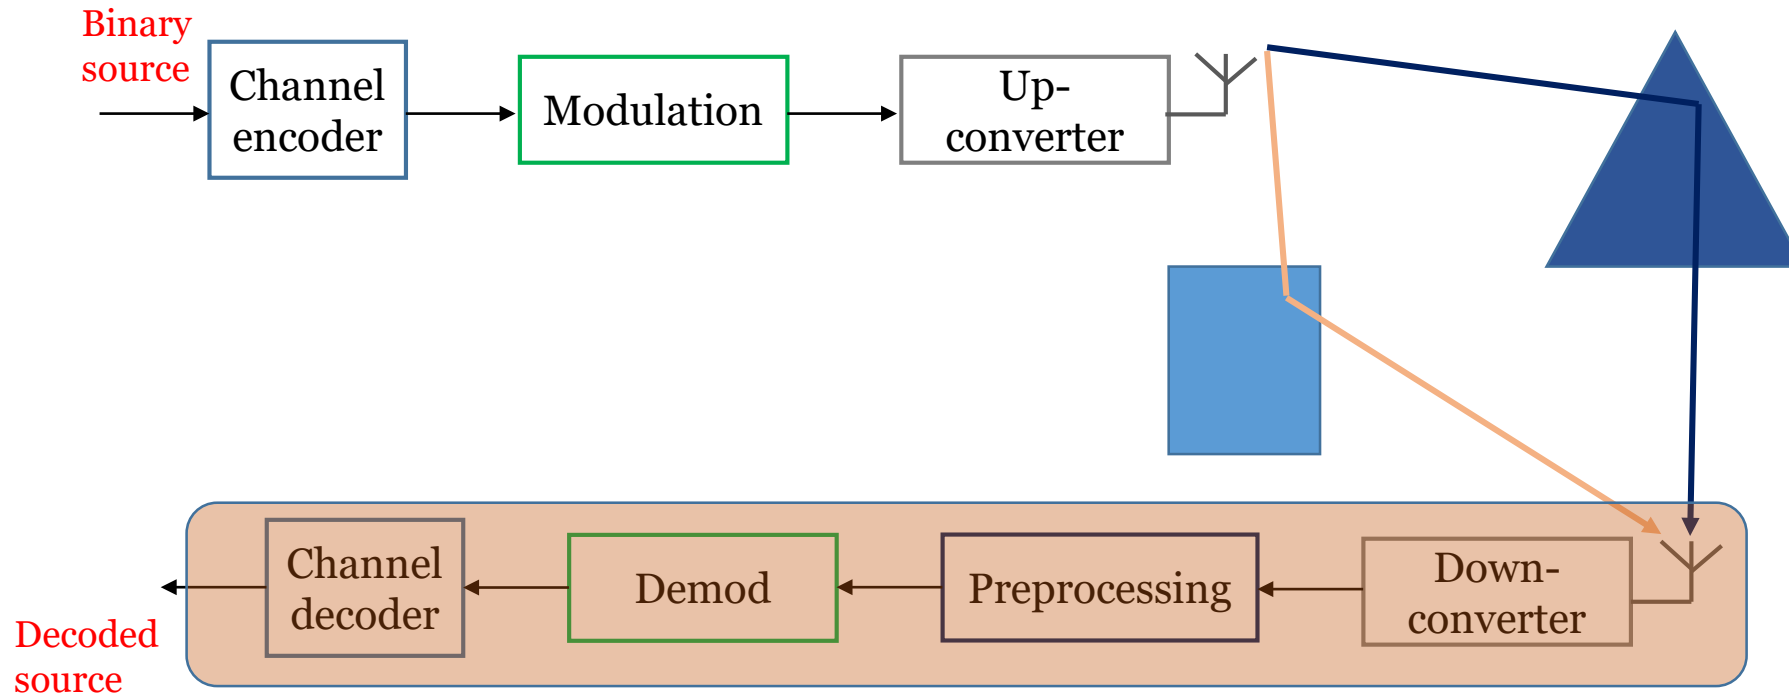 Binary
source
Channel
encoder
Modulation
Up-
converter
Channel
decoder
Demod
Preprocessing
Down-
converter
Decoded
source